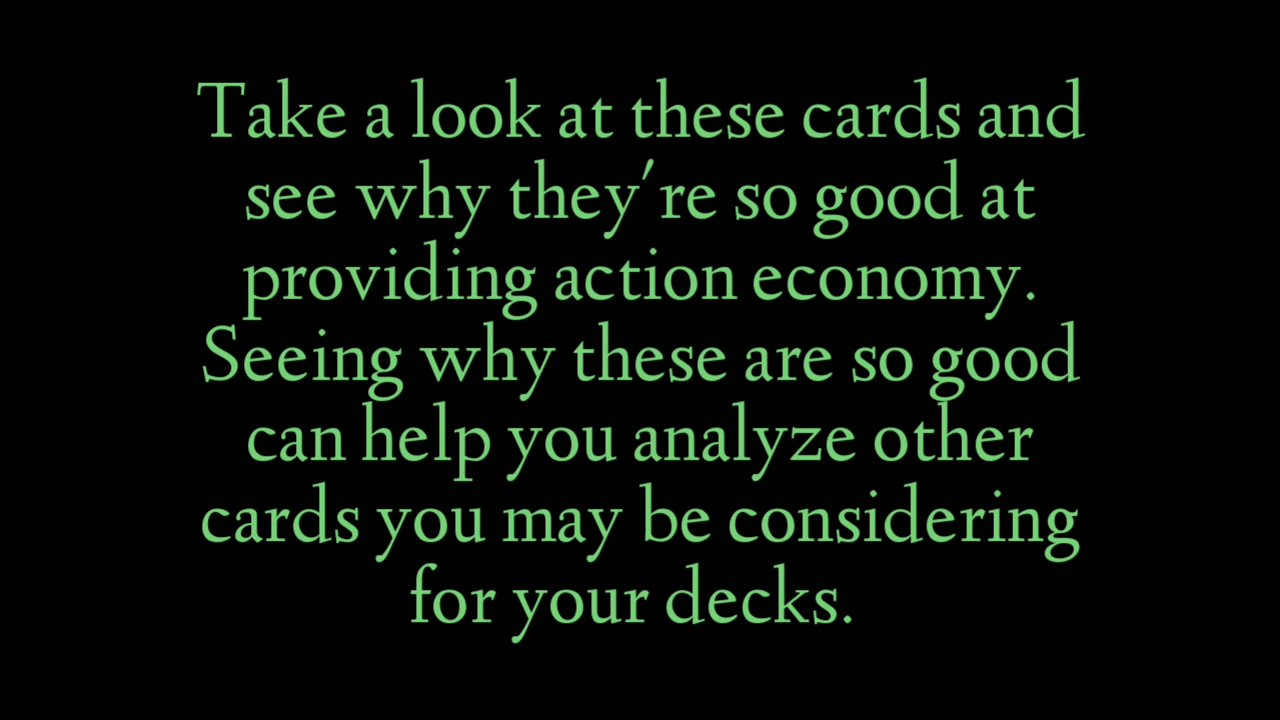 Take a look at these cards and
see why they're so good at
providing action economy.
Seeing why these are so good
can help you analyze other
cards you may be considering
for your decks.